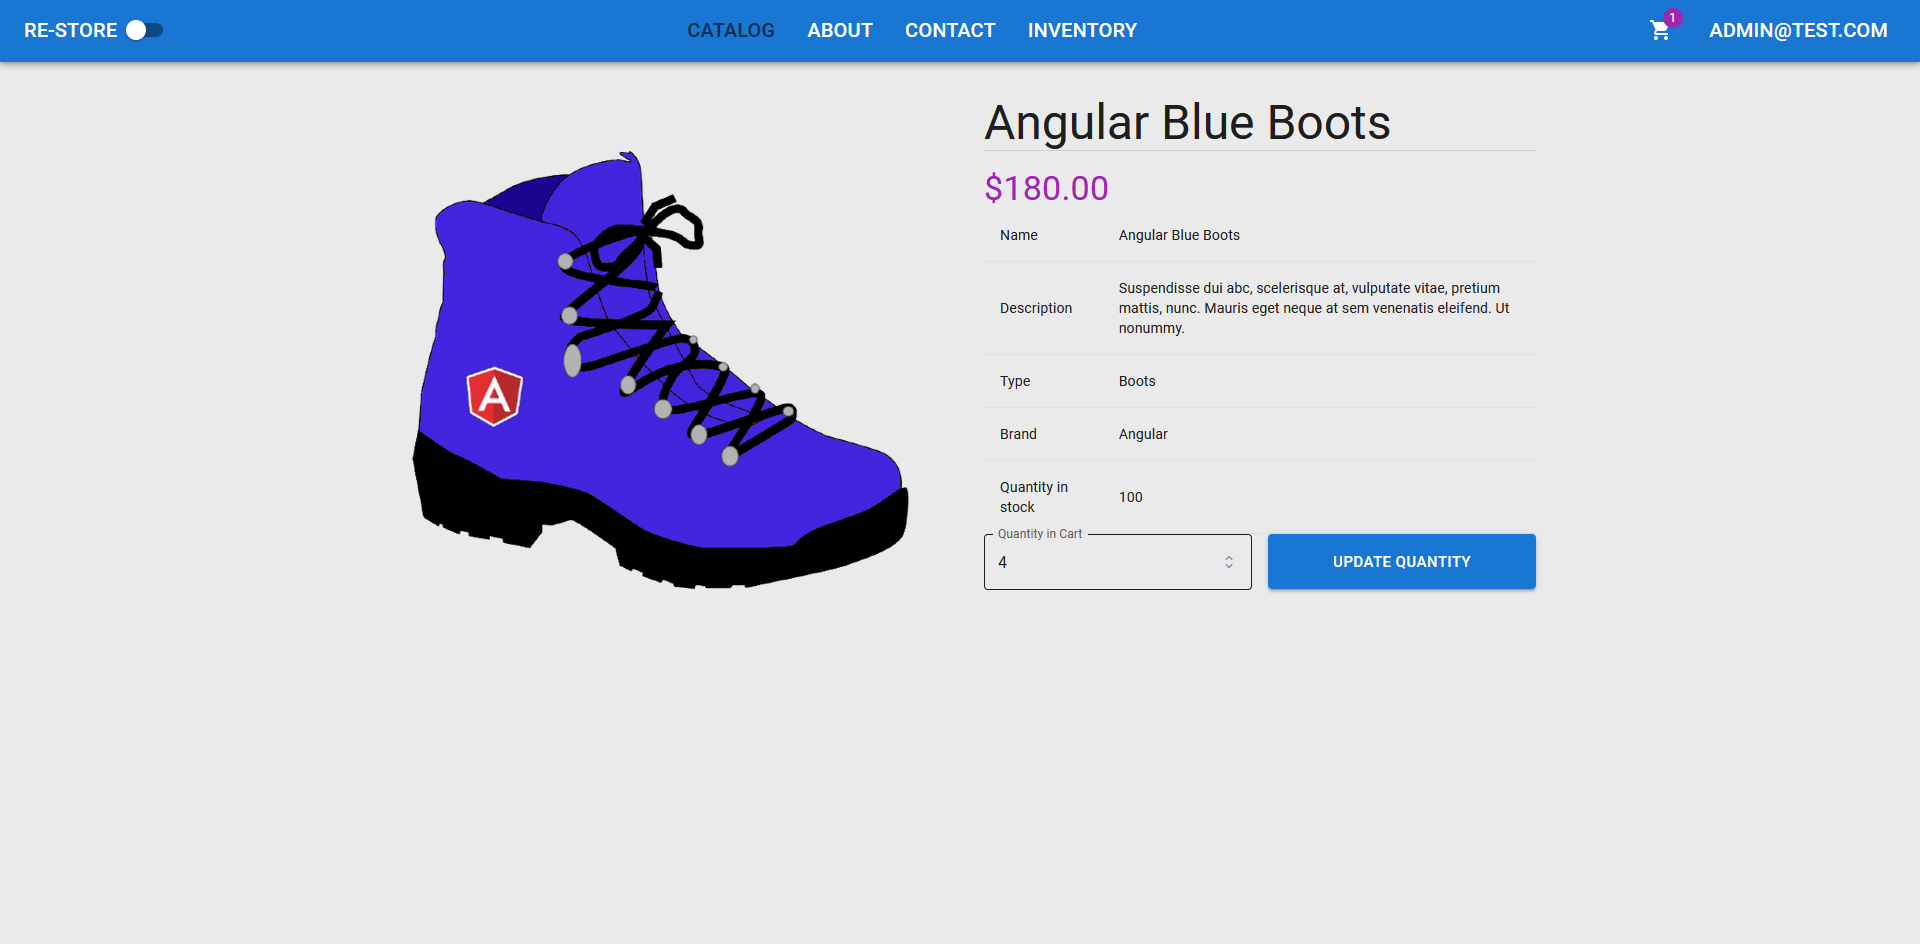 RE-STORE
CATALOG
ABOUT
CONTACT
INVENTORY
1
ADMIN@TEST.COM
Angular Blue Boots
$180.00
Name
Angular Blue Boots
Description
Suspendisse dui abc, scelerisque at, vulputate vitae, pretium
mattis, nunc. Mauris eget neque at sem venenatis eleifend. Ut
nonummy.
Type
Boots
Brand
Angular
Quantity in
stock
100
Quantity in Cart
4
UPDATE QUANTITY
A